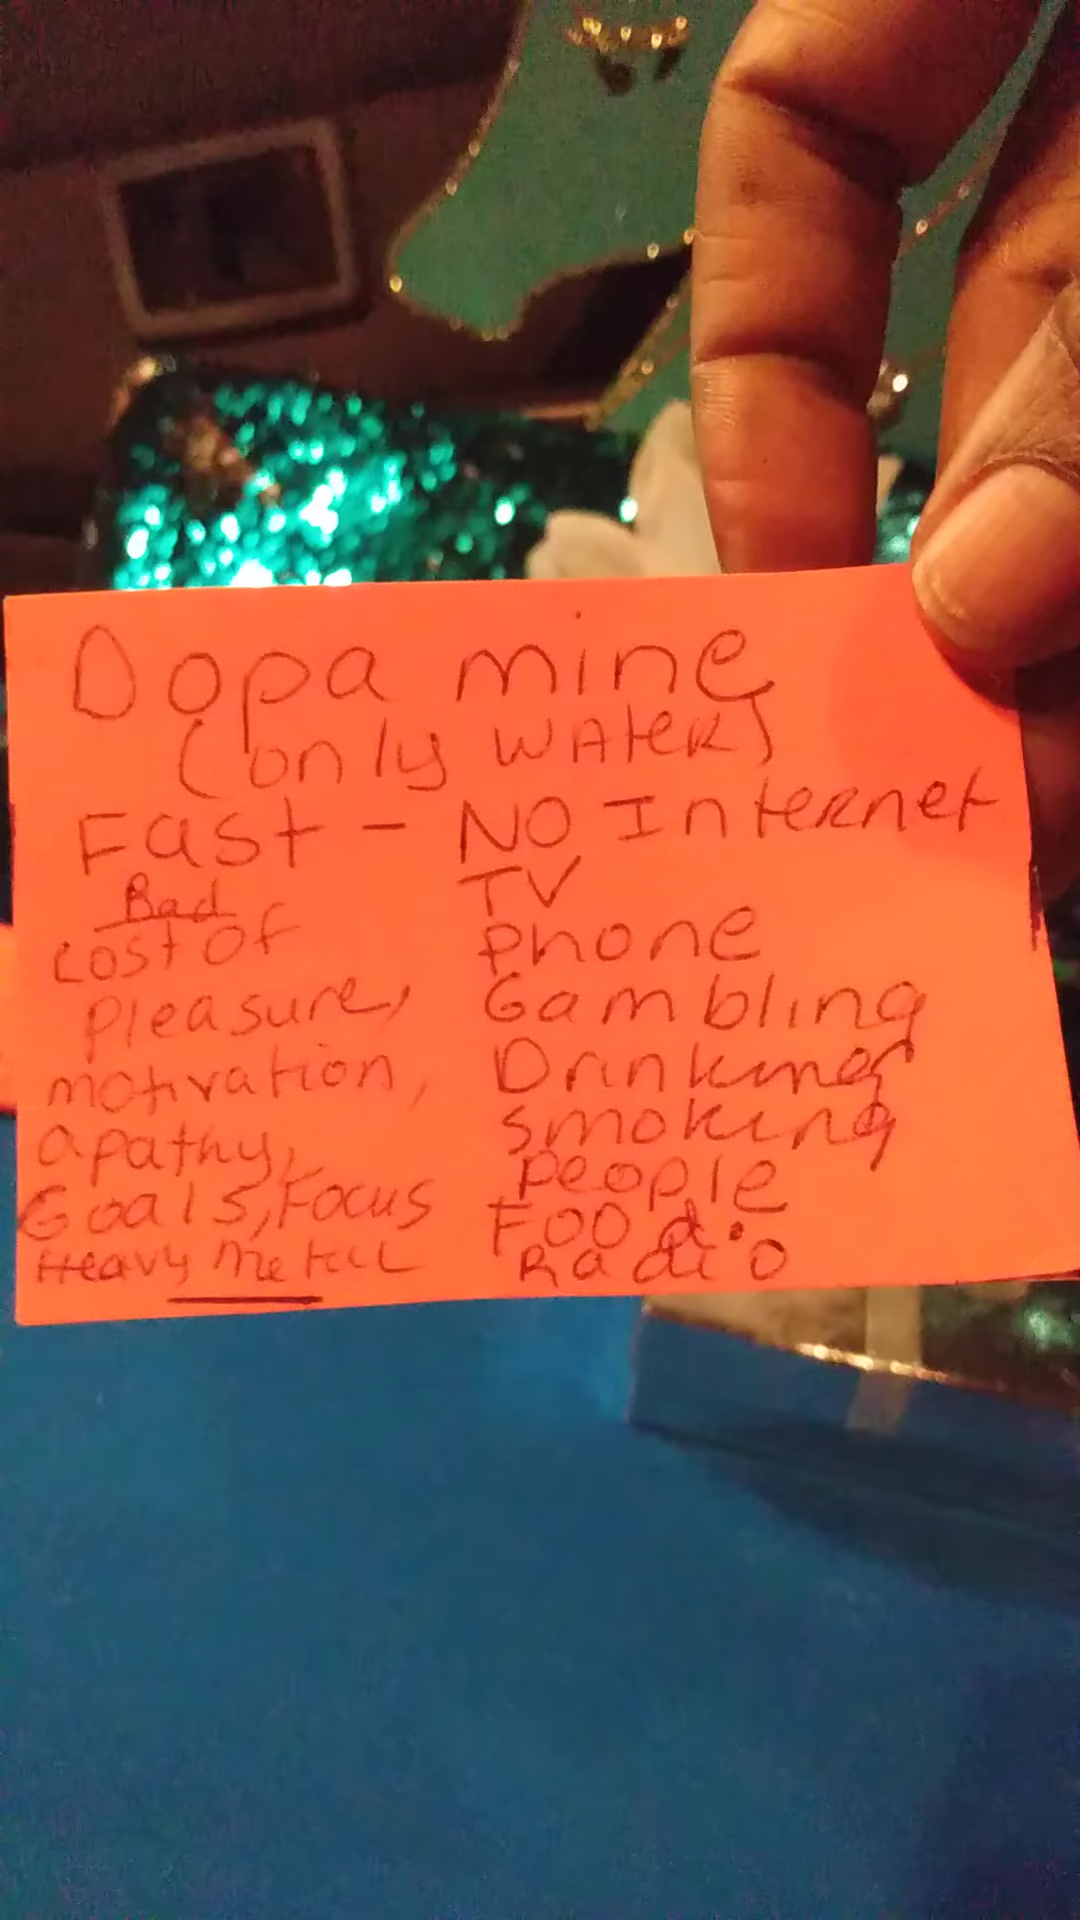 Dopamine
(only WATER)
Fast - NO Internet
TV
Phone
Gambling
Drinking
smoking
People
Food.
Radio
Bad
cost of
Pleasure,
motivation,
apathy,
Goals, Focus
Heavy Metal